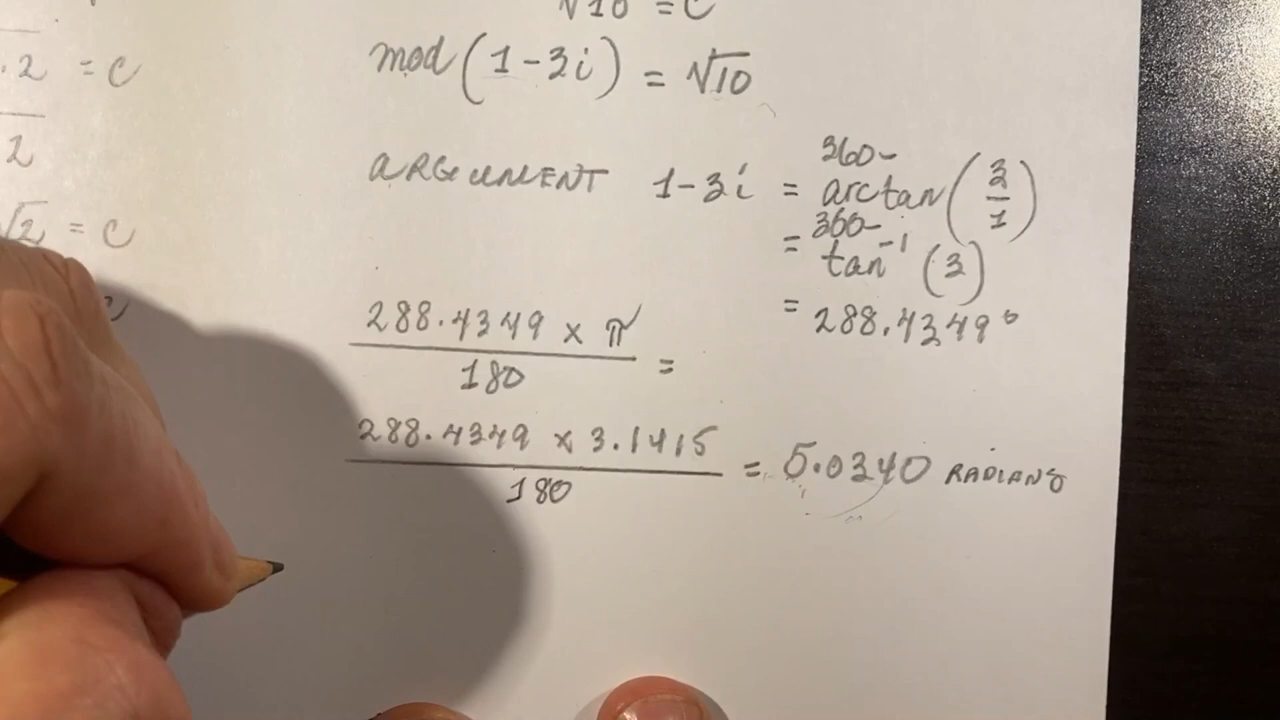 √10 = C
mod (1-3i) = √10
.2 = C
2
√2 = C
ARGUMENT 1-3i = 360- arctan (3/1)
= 360- tan⁻¹ (3)
= 288.4349°
288.4349 x π
180
=
288.4349 x 3.1415
180
= 5.0340 RADIANS